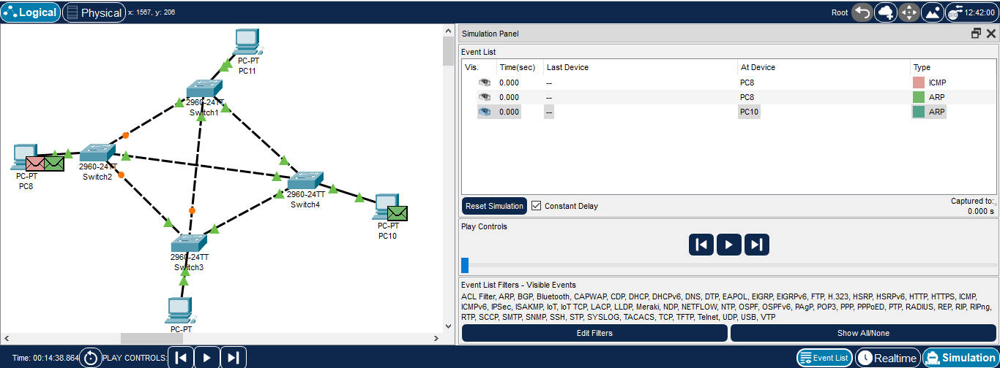 Logical
Physical
x: 1567, y: 206
Root
12:42:00
PC-PT
PC11
2960-24TT
Switch1
PC-PT
PC8
2960-24TT
Switch2
2960-24TT
Switch4
PC-PT
PC10
2960-24TT
Switch3
PC-PT
Simulation Panel
Event List
Vis. Time(sec) Last Device At Device Type
0.000 -- PC8 ICMP
0.000 -- PC8 ARP
0.000 -- PC10 ARP
Reset Simulation
Constant Delay
Captured to:
0.000 s
Play Controls
Event List Filters - Visible Events
ACL Filter, ARP, BGP, Bluetooth, CAPWAP, CDP, DHCP, DHCPv6, DNS, DTP, EAPOL, EIGRP, EIGRPv6, FTP, H.323, HSRP, HSRPv6, HTTP, HTTPS, ICMP,
ICMPv6, IPSec, ISAKMP, IoT, IoT TCP, LACP, LLDP, Meraki, NDP, NETFLOW, NTP, OSPF, OSPFv6, PAgP, POP3, PPP, PPPoED, PTP, RADIUS, REP, RIP, RIPng,
RTP, SCCP, SMTP, SNMP, SSH, STP, SYSLOG, TACACS, TCP, TFTP, Telnet, UDP, USB, VTP
Edit Filters
Show All/None
Time: 00:14:38.864
PLAY CONTROLS:
Event List
Realtime
Simulation